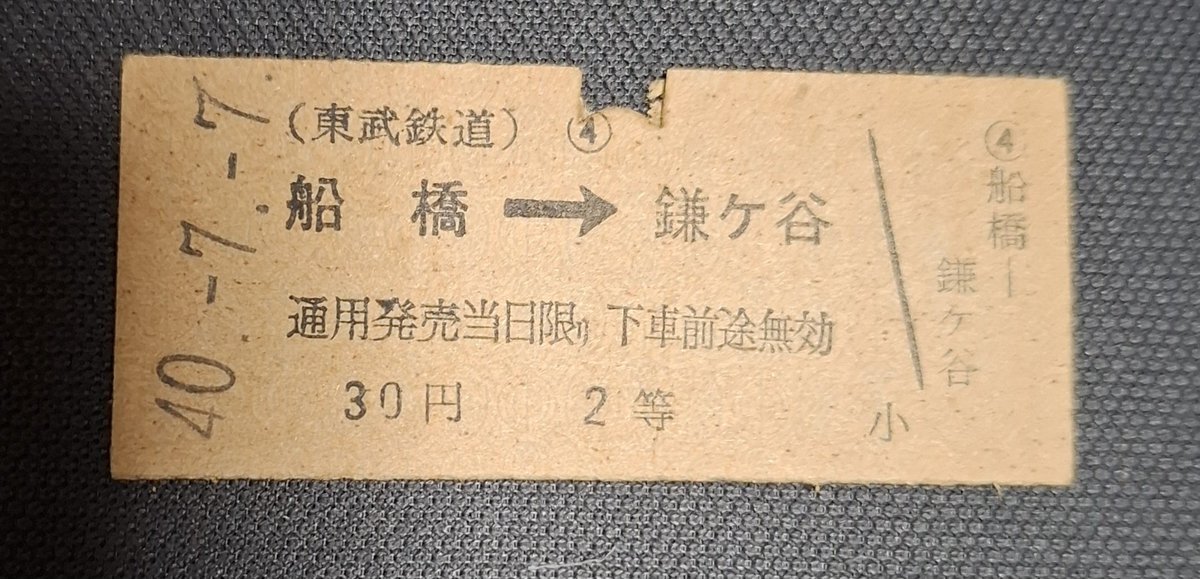 40.-7.-7.
(東武鉄道) ④
船橋→鎌ケ谷
通用発売当日限り 下車前途無効
30円 2等
④船橋―
鎌ケ谷
小